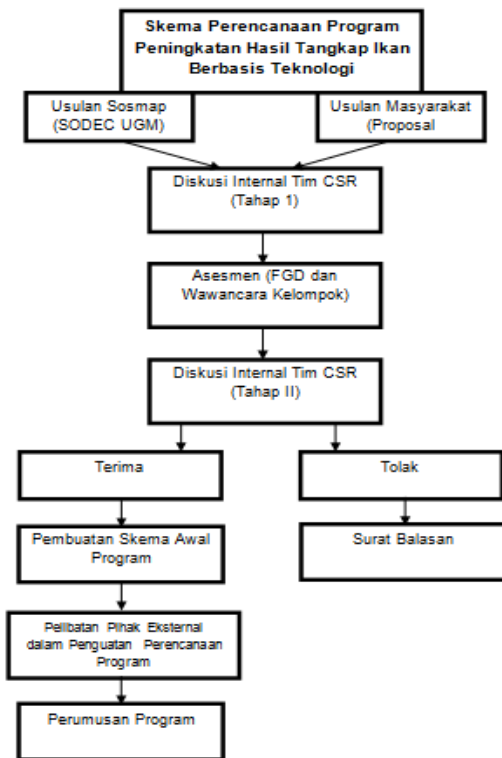 Skema Perencanaan Program
Peningkatan Hasil Tangkap Ikan
Berbasis Teknologi
Usulan Sosmap
(SODEC UGM)
Usulan Masyarakat
(Proposal
Diskusi Internal Tim CSR
(Tahap 1)
Asesmen (FGD dan
Wawancara Kelompok)
Diskusi Internal Tim CSR
(Tahap II)
Terima
Tolak
Pembuatan Skema Awal
Program
Surat Balasan
Pelibatan Pihak Eksternal
dalam Penguatan Perencanaan
Program
Perumusan Program